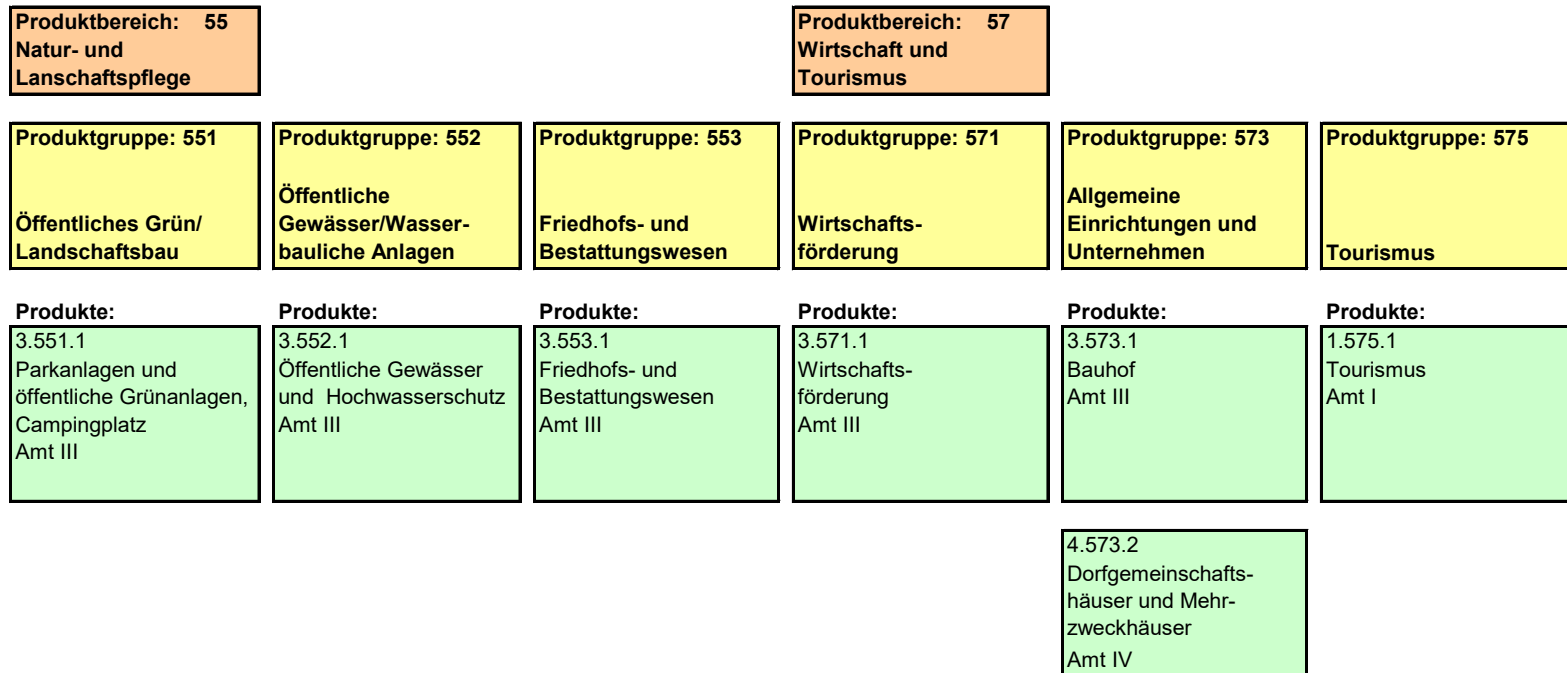 Produktbereich: 55
Natur- und
Lanschaftspflege
Produktbereich: 57
Wirtschaft und
Tourismus
Produktgruppe: 551
Öffentliches Grün/
Landschaftsbau
Produktgruppe: 552
Öffentliche
Gewässer/Wasser-
bauliche Anlagen
Produktgruppe: 553
Friedhofs- und
Bestattungswesen
Produktgruppe: 571
Wirtschafts-
förderung
Produktgruppe: 573
Allgemeine
Einrichtungen und
Unternehmen
Produktgruppe: 575
Tourismus
Produkte:
3.551.1
Parkanlagen und
öffentliche Grünanlagen,
Campingplatz
Amt III
Produkte:
3.552.1
Öffentliche Gewässer
und Hochwasserschutz
Amt III
Produkte:
3.553.1
Friedhofs- und
Bestattungswesen
Amt III
Produkte:
3.571.1
Wirtschafts-
förderung
Amt III
Produkte:
3.573.1
Bauhof
Amt III
Produkte:
1.575.1
Tourismus
Amt I
4.573.2
Dorfgemeinschafts-
häuser und Mehr-
zweckhäuser
Amt IV